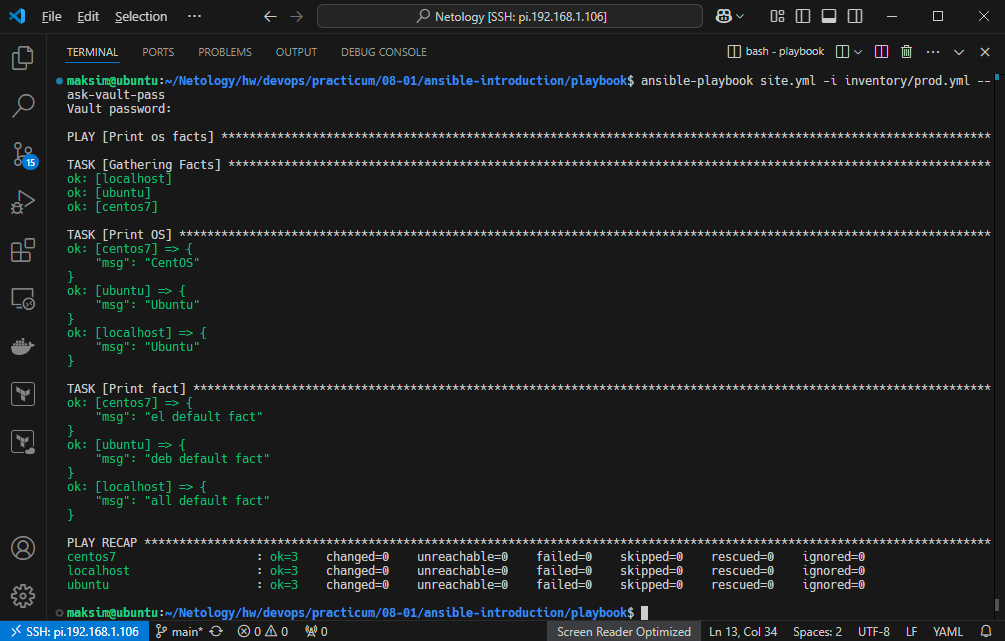 File Edit Selection ··· Netology [SSH: pi.192.168.1.106]
TERMINAL PORTS PROBLEMS OUTPUT DEBUG CONSOLE bash - playbook
maksim@ubuntu:~/Netology/hw/devops/practicum/08-01/ansible-introduction/playbook$ ansible-playbook site.yml -i inventory/prod.yml --
ask-vault-pass
Vault password:
PLAY [Print os facts] **************************************************************************************************************
TASK [Gathering Facts] *************************************************************************************************************
ok: [localhost]
ok: [ubuntu]
ok: [centos7]
TASK [Print OS] ********************************************************************************************************************
ok: [centos7] => {
    "msg": "CentOS"
}
ok: [ubuntu] => {
    "msg": "Ubuntu"
}
ok: [localhost] => {
    "msg": "Ubuntu"
}
TASK [Print fact] ******************************************************************************************************************
ok: [centos7] => {
    "msg": "el default fact"
}
ok: [ubuntu] => {
    "msg": "deb default fact"
}
ok: [localhost] => {
    "msg": "all default fact"
}
PLAY RECAP *************************************************************************************************************************
centos7                    : ok=3    changed=0    unreachable=0    failed=0    skipped=0    rescued=0    ignored=0
localhost                  : ok=3    changed=0    unreachable=0    failed=0    skipped=0    rescued=0    ignored=0
ubuntu                     : ok=3    changed=0    unreachable=0    failed=0    skipped=0    rescued=0    ignored=0
maksim@ubuntu:~/Netology/hw/devops/practicum/08-01/ansible-introduction/playbook$
15
SSH: pi.192.168.1.106 main* 0 0 0 Screen Reader Optimized Ln 13, Col 34 Spaces: 2 UTF-8 LF YAML